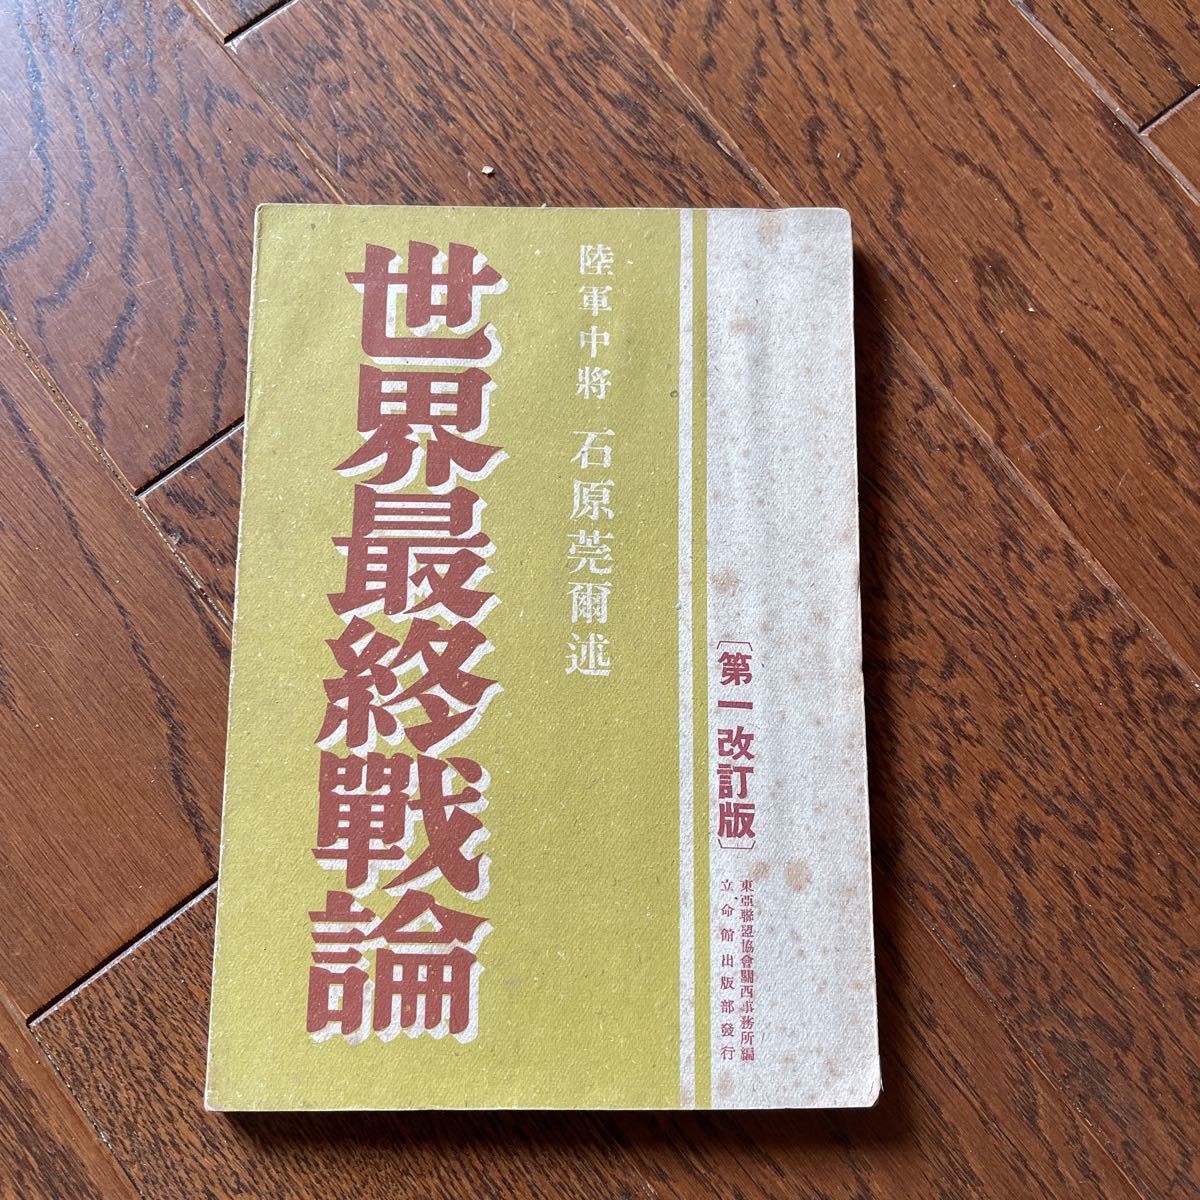 〔第一改訂版〕
東亞聯盟協會關西事務所編
立命館出版部發行
陸軍中將 石原莞爾述
世界最終戰論